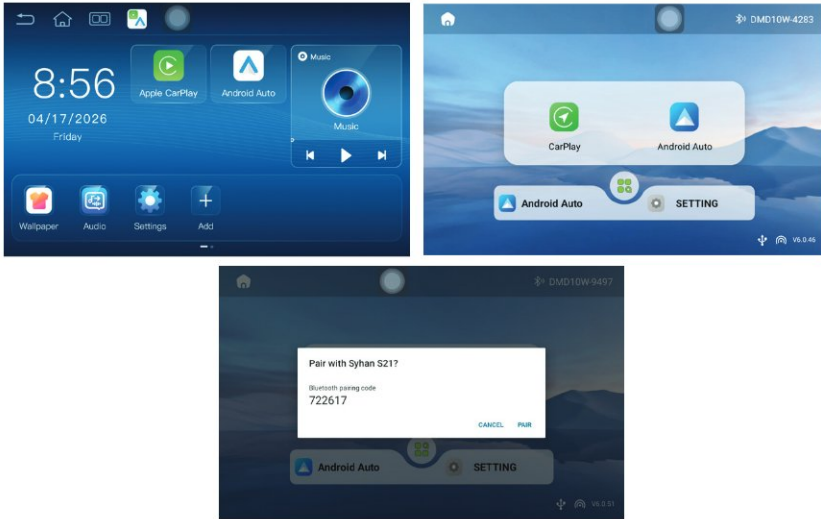 8:56
04/17/2026
Friday
Apple CarPlay
Android Auto
Music
Music
Wallpaper
Audio
Settings
Add
DMD10W-4283
CarPlay
Android Auto
Android Auto
SETTING
V6.0.46
DMD10W-9497
Pair with Syhan S21?
Bluetooth pairing code
722617
CANCEL PAIR
Android Auto
SETTING
V6.0.51